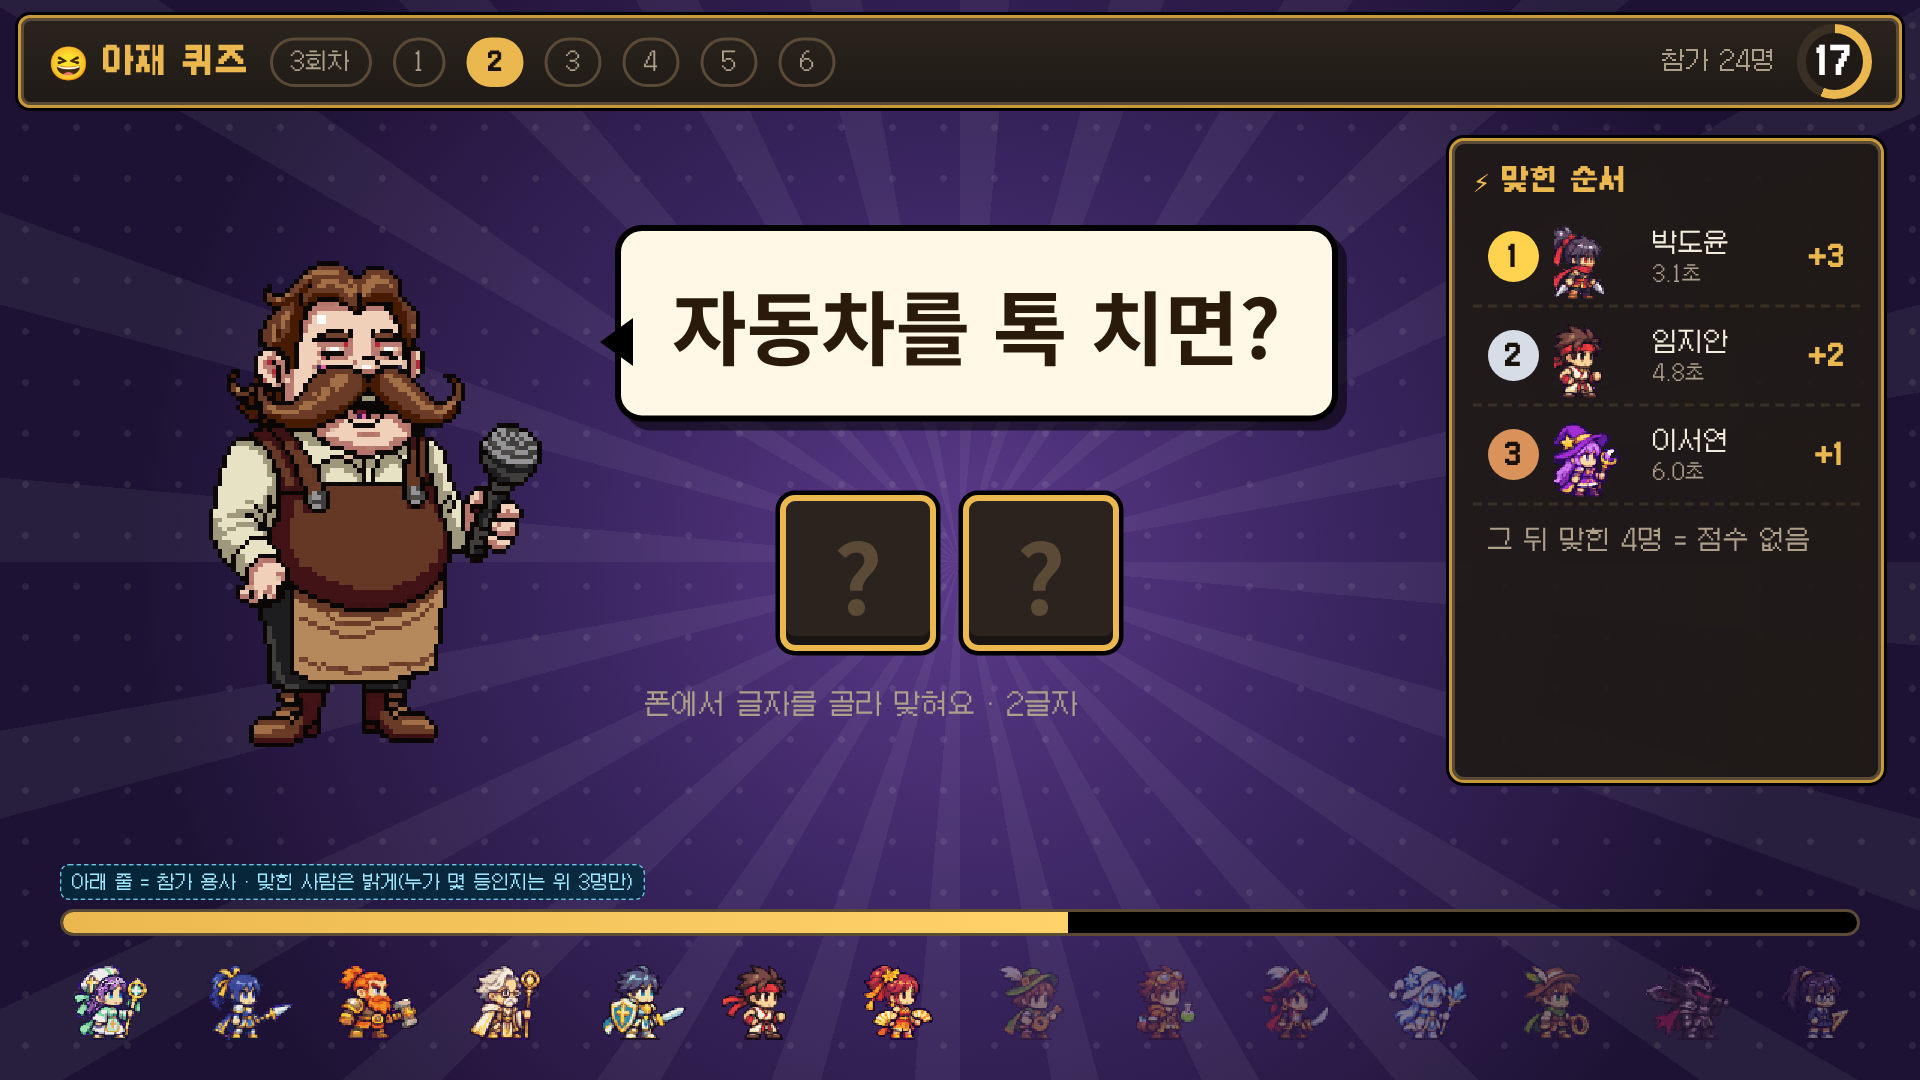 아재 퀴즈 3회차 1 2 3 4 5 6 참가 24명 17
⚡ 맞힌 순서
1 박도윤 +3
3.1초
2 임지안 +2
4.8초
3 이서연 +1
6.0초
그 뒤 맞힌 4명 = 점수 없음
자동차를 톡 치면?
? ?
폰에서 글자를 골라 맞혀요 · 2글자
아래 줄 = 참가 용사 · 맞힌 사람은 밝게(누가 몇 등인지는 위 3명만)